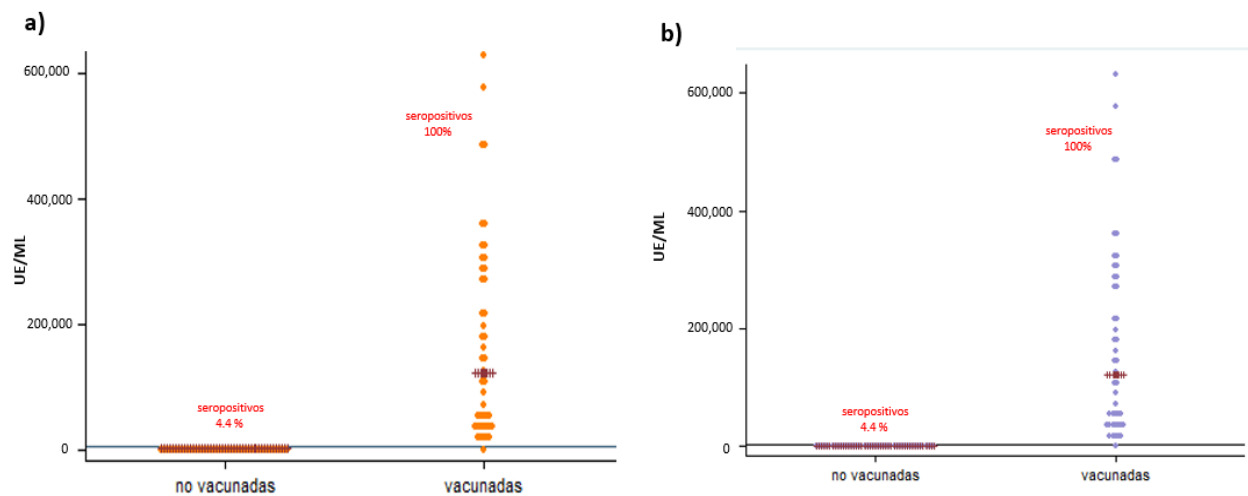 a)
UE/ML
600,000
400,000
200,000
0
seropositivos
100%
seropositivos
4.4 %
no vacunadas
vacunadas
b)
UE/ML
600,000
400,000
200,000
0
seropositivos
100%
seropositivos
4.4 %
no vacunadas
vacunadas